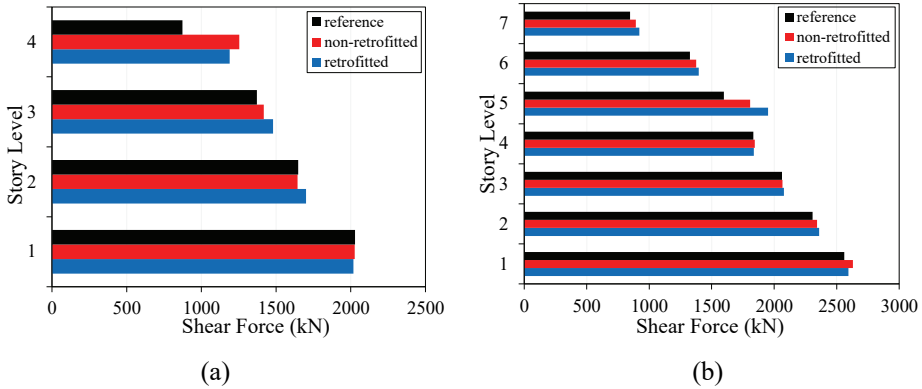 reference
non-retrofitted
retrofitted
4
3
2
1
Story Level
0 500 1000 1500 2000 2500
Shear Force (kN)
(a)
reference
non-retrofitted
retrofitted
7
6
5
4
3
2
1
Story Level
0 500 1000 1500 2000 2500 3000
Shear Force (kN)
(b)